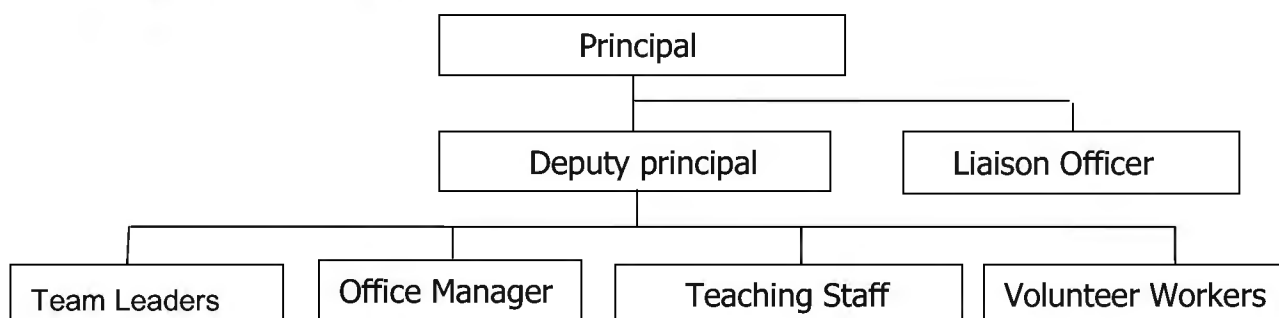 Principal
Deputy principal
Liaison Officer
Team Leaders
Office Manager
Teaching Staff
Volunteer Workers